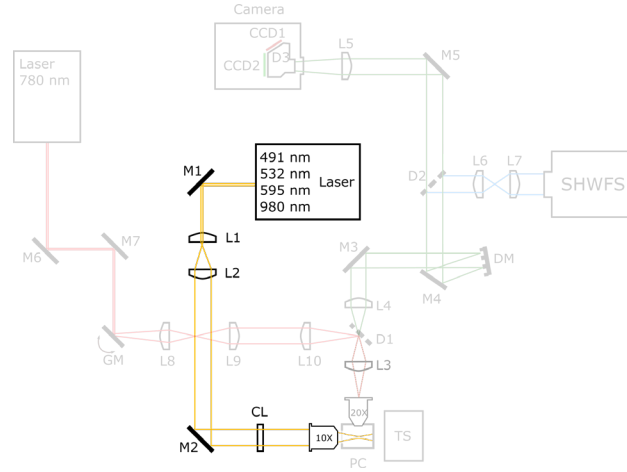 Camera
CCD1
D3
CCD2
L5
M5
Laser
780 nm
M1
491 nm
532 nm
595 nm
980 nm
Laser
D2
L6
L7
SHWFS
L1
M7
M6
L2
M3
DM
M4
L4
D1
GM
L8
L9
L10
L3
20X
CL
10X
M2
TS
PC